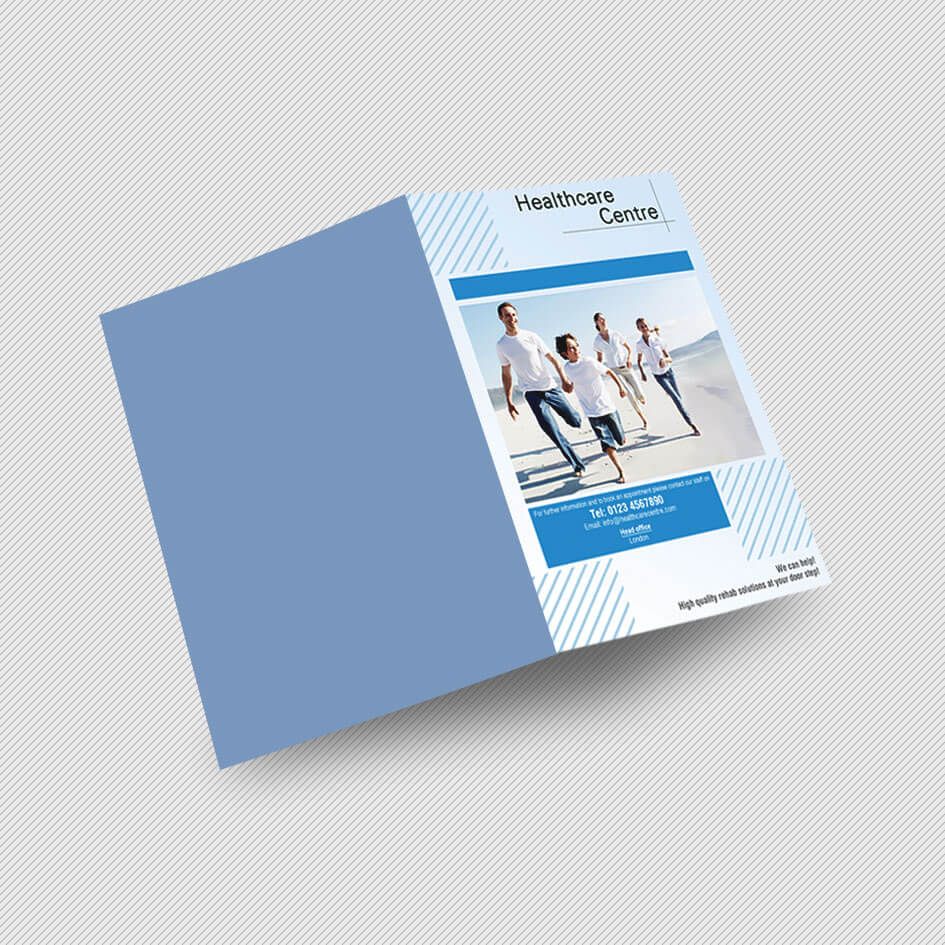 Healthcare
Centre
For further information and to book an appointment please contact our staff on
Tel: 0123 4567890
Email: info@healthcarecentre.com
Head office
London
We can help!
High quality rehab solutions at your door step!